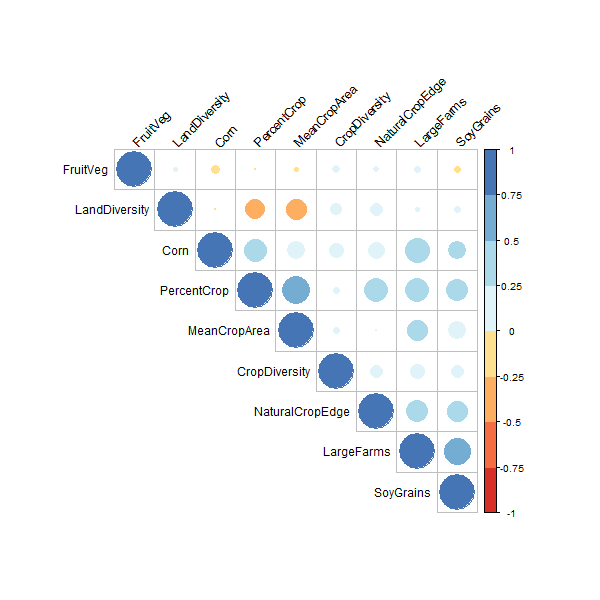 FruitVeg
LandDiversity
Corn
PercentCrop
MeanCropArea
CropDiversity
NaturalCropEdge
LargeFarms
SoyGrains
FruitVeg
LandDiversity
Corn
PercentCrop
MeanCropArea
CropDiversity
NaturalCropEdge
LargeFarms
SoyGrains
1
0.75
0.5
0.25
0
-0.25
-0.5
-0.75
-1